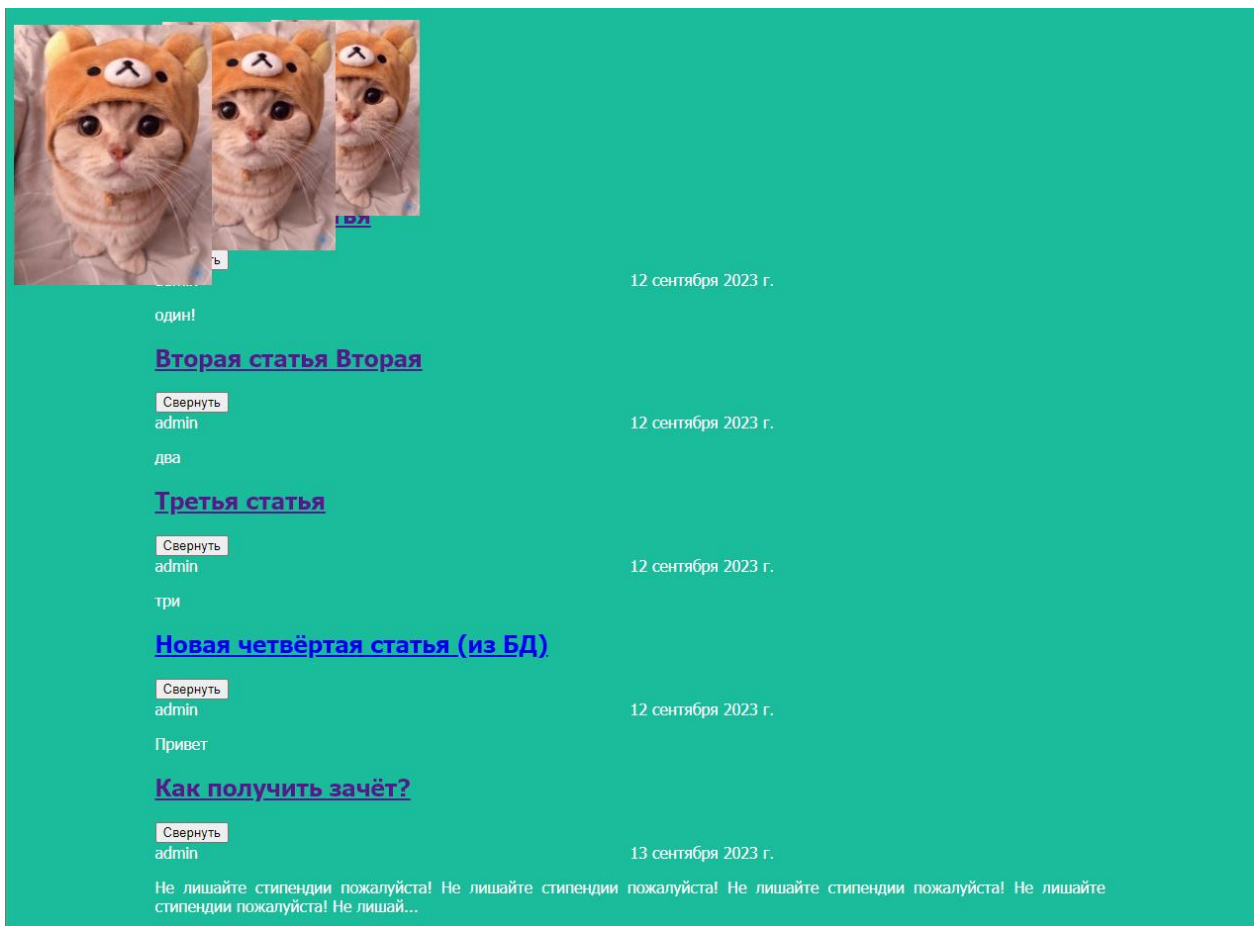 один!
12 сентября 2023 г.
Вторая статья Вторая
Свернуть
admin 12 сентября 2023 г.
два
Третья статья
Свернуть
admin 12 сентября 2023 г.
три
Новая четвёртая статья (из БД)
Свернуть
admin 12 сентября 2023 г.
Привет
Как получить зачёт?
Свернуть
admin 13 сентября 2023 г.
Не лишайте стипендии пожалуйста! Не лишайте стипендии пожалуйста! Не лишайте стипендии пожалуйста! Не лишайте
стипендии пожалуйста! Не лишай...